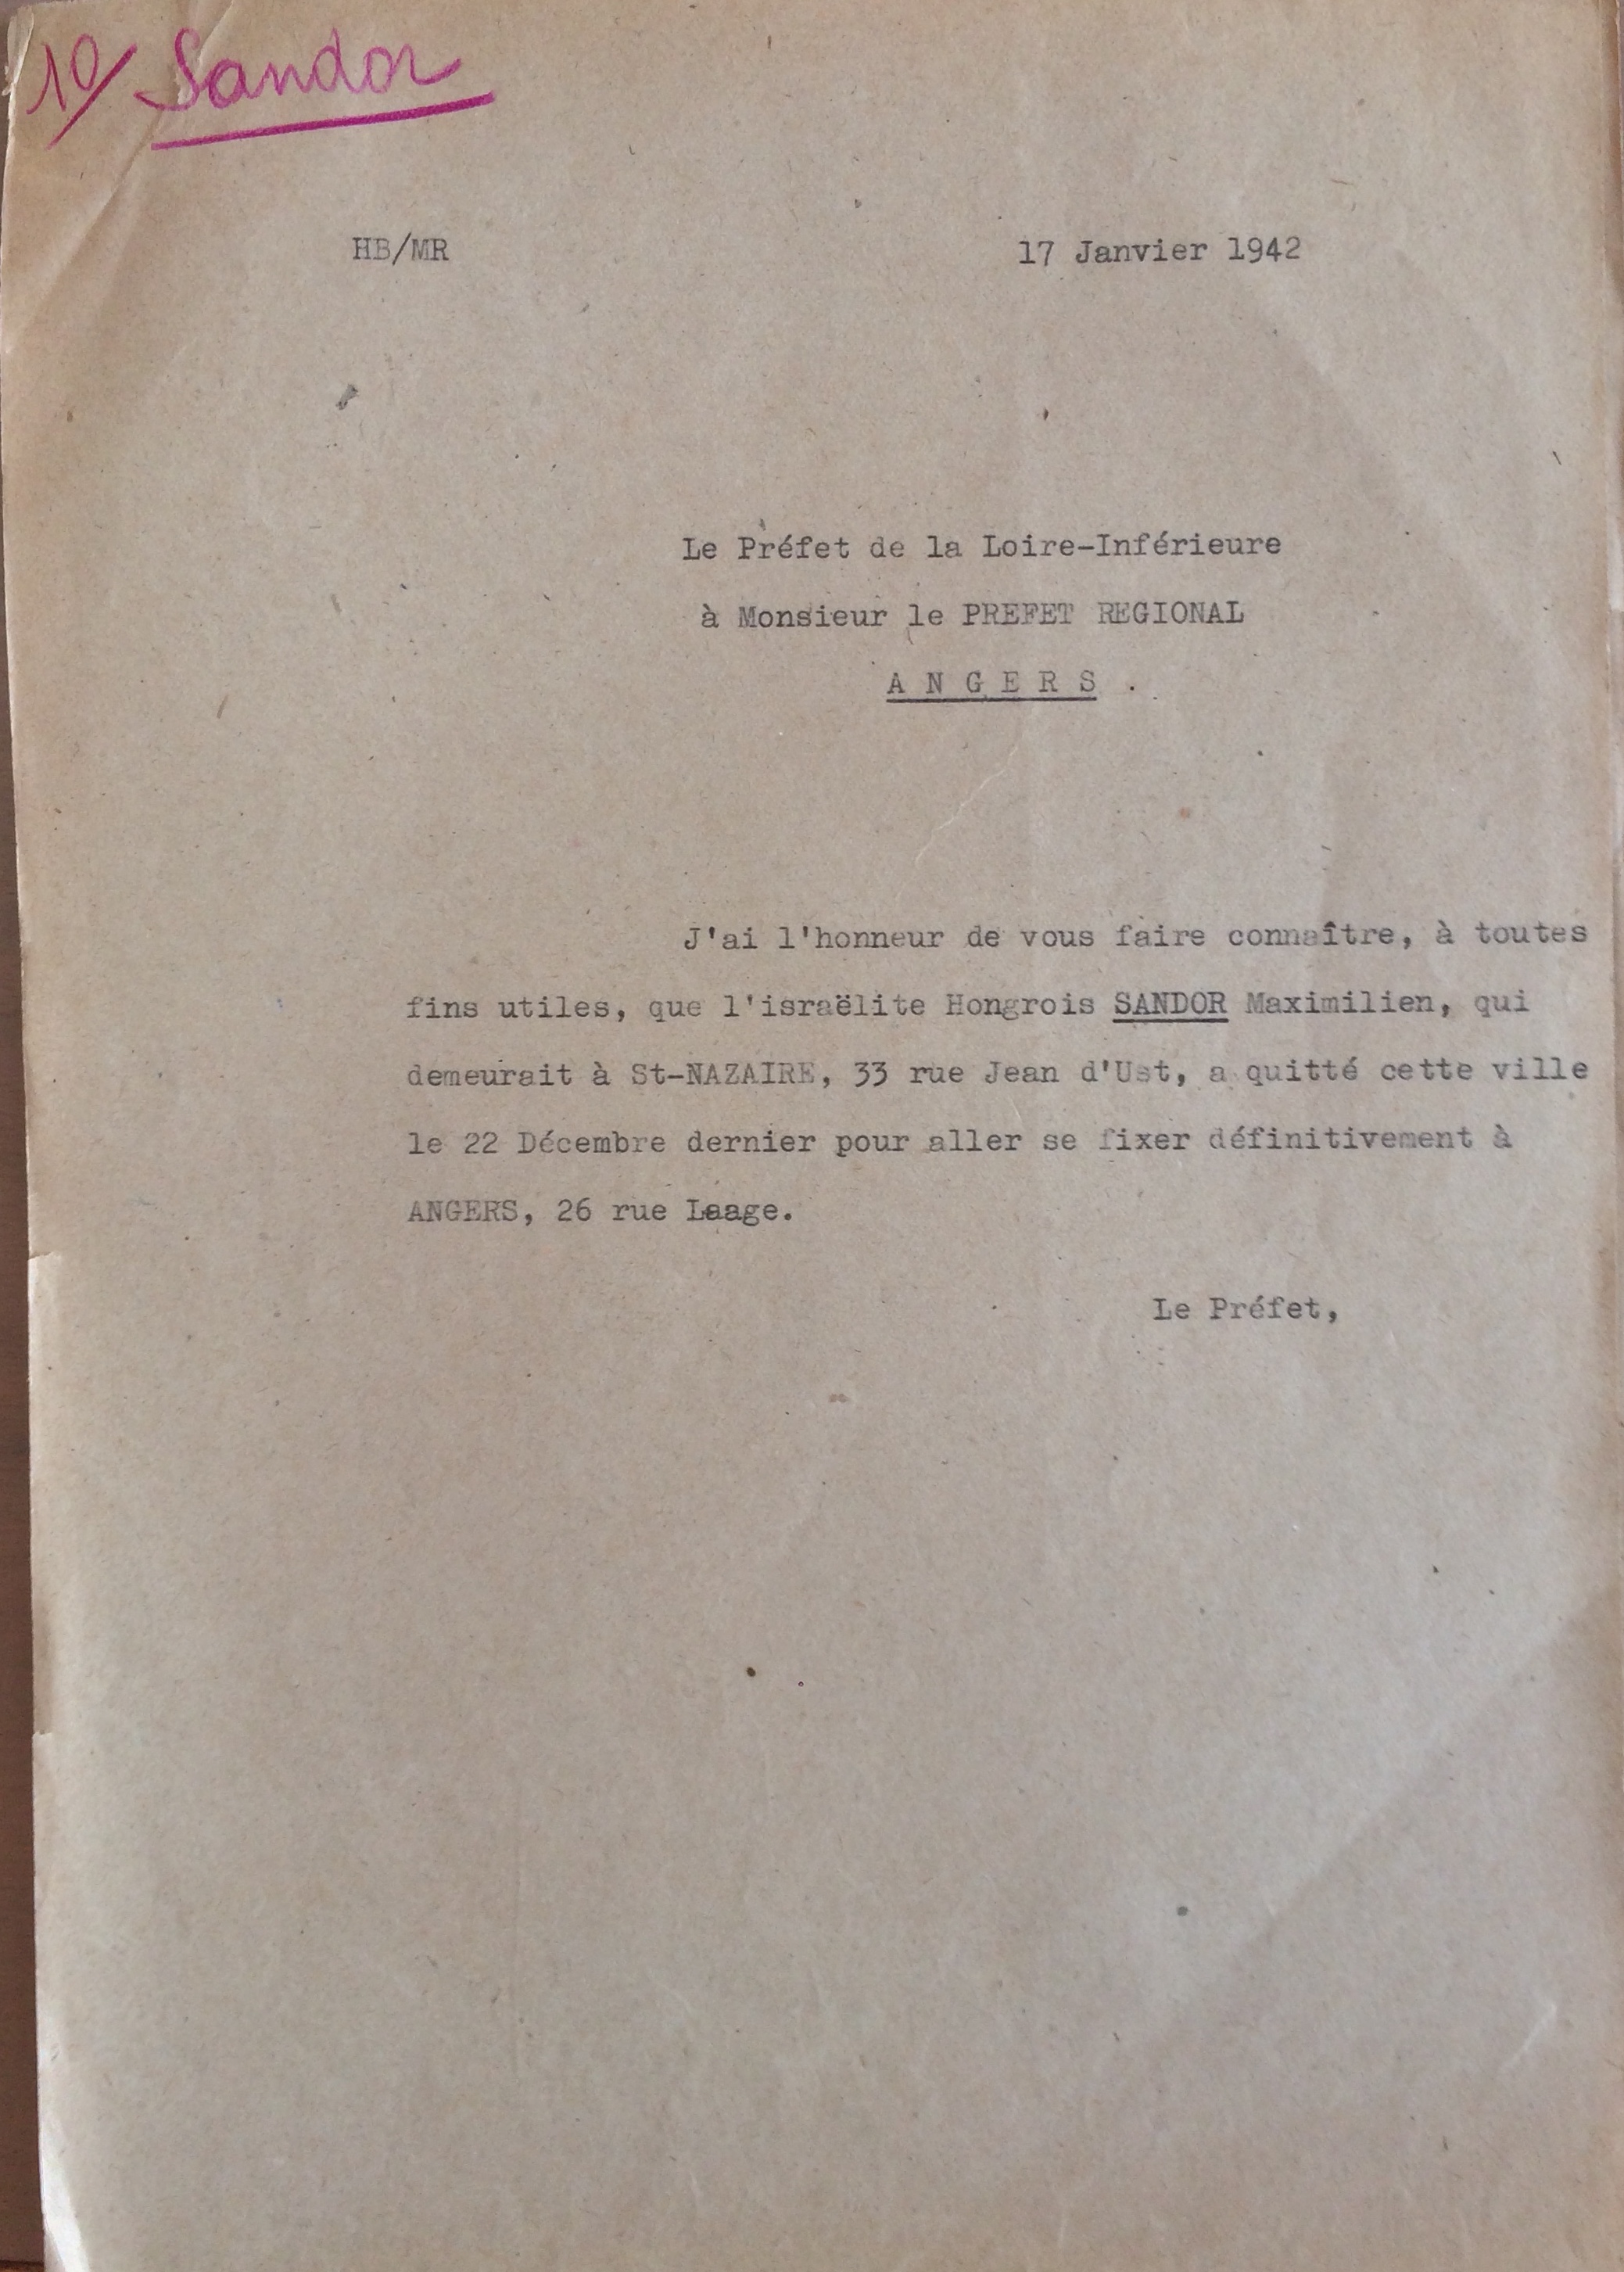 10/ Sandor
HB/MR 17 Janvier 1942
Le Préfet de la Loire-Inférieure
à Monsieur le PREFET REGIONAL
A N G E R S .
J'ai l'honneur de vous faire connaître, à toutes
fins utiles, que l'israëlite Hongrois SANDOR Maximilien, qui
demeurait à St-NAZAIRE, 33 rue Jean d'Ust, a quitté cette ville
le 22 Décembre dernier pour aller se fixer définitivement à
ANGERS, 26 rue Laage.
Le Préfet,